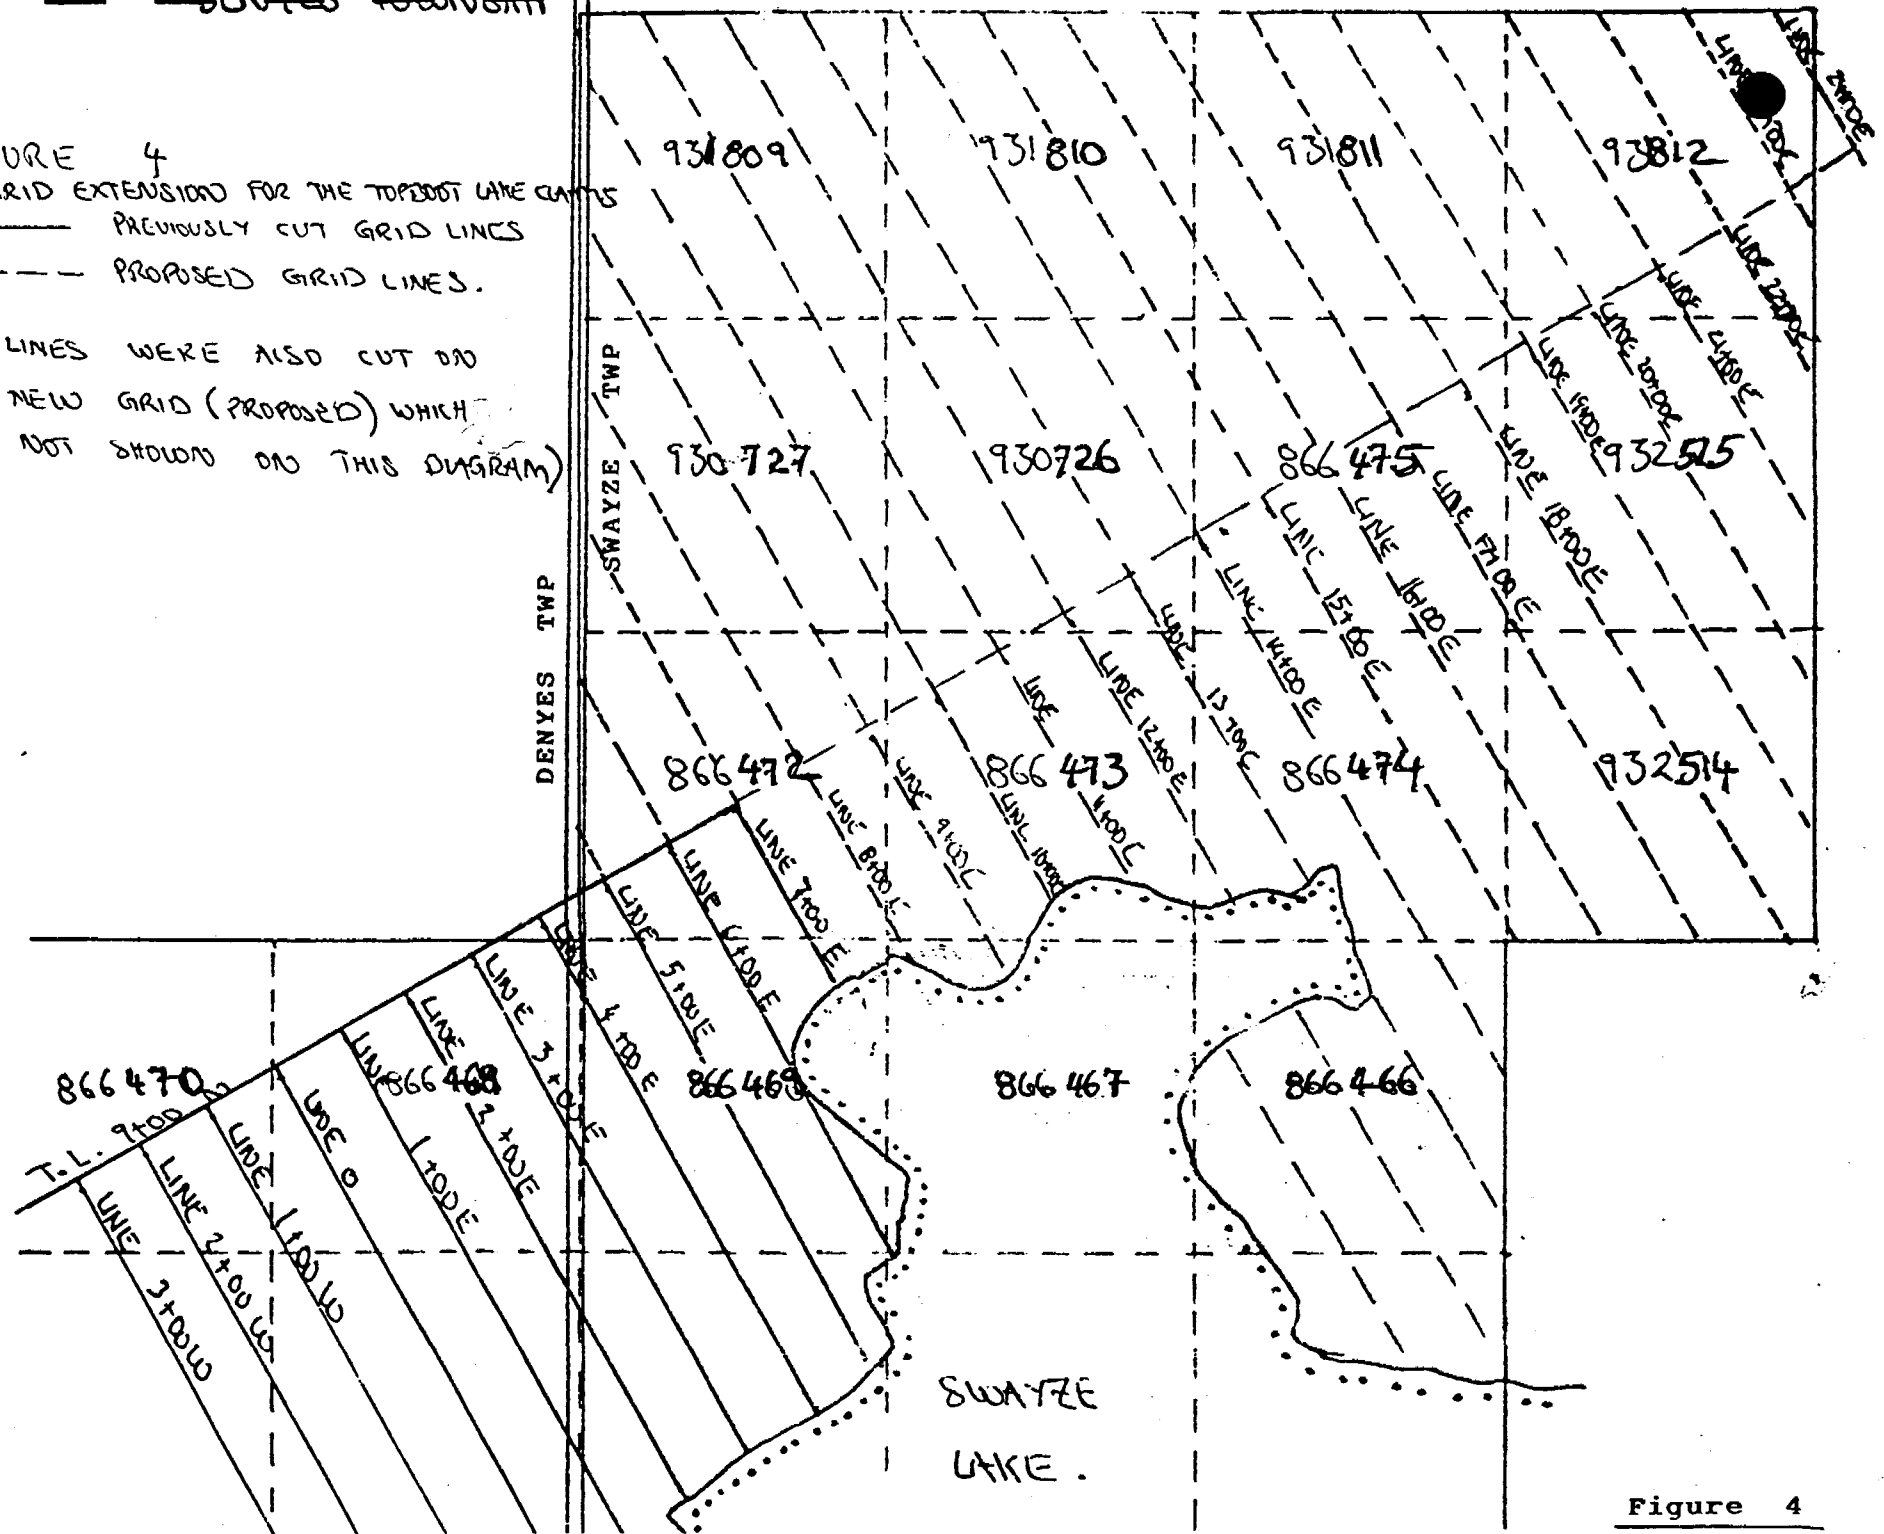 URE 4
RID EXTENSION FOR THE TOPBOOT LAKE CLAIMS
PREVIOUSLY CUT GRID LINES
PROPOSED GRID LINES.
LINES WERE ALSO CUT ON
NEW GRID (PROPOSED) WHICH
NOT SHOWN ON THIS DIAGRAM)
DENYES TWP
SWAYZE TWP
931809
931810
931811
93812
930727
930726
866475
932515
866472
866473
866474
932514
866470
866468
866469
866467
866466
T.L. 9+00
LINE 3+00W
LINE 2+00W
LINE 1+00W
LINE 0
LINE 1+00E
LINE 3+00E
LINE 4+00E
LINE 5+00E
LINE 6+00E
LINE 7+00E
LINE 8+00E
LINE 9+00E
LINE 10+00E
LINE 11+00E
LINE 12+00E
LINE 13+00E
LINE 14+00E
LINE 15+00E
LINE 16+00E
LINE 17+00E
LINE 18+00E
LINE 19+00E
LINE 20+00E
LINE 21+00E
LINE 22+00E
LINE
LINE 24+00E
SWAYZE
LAKE.
Figure 4